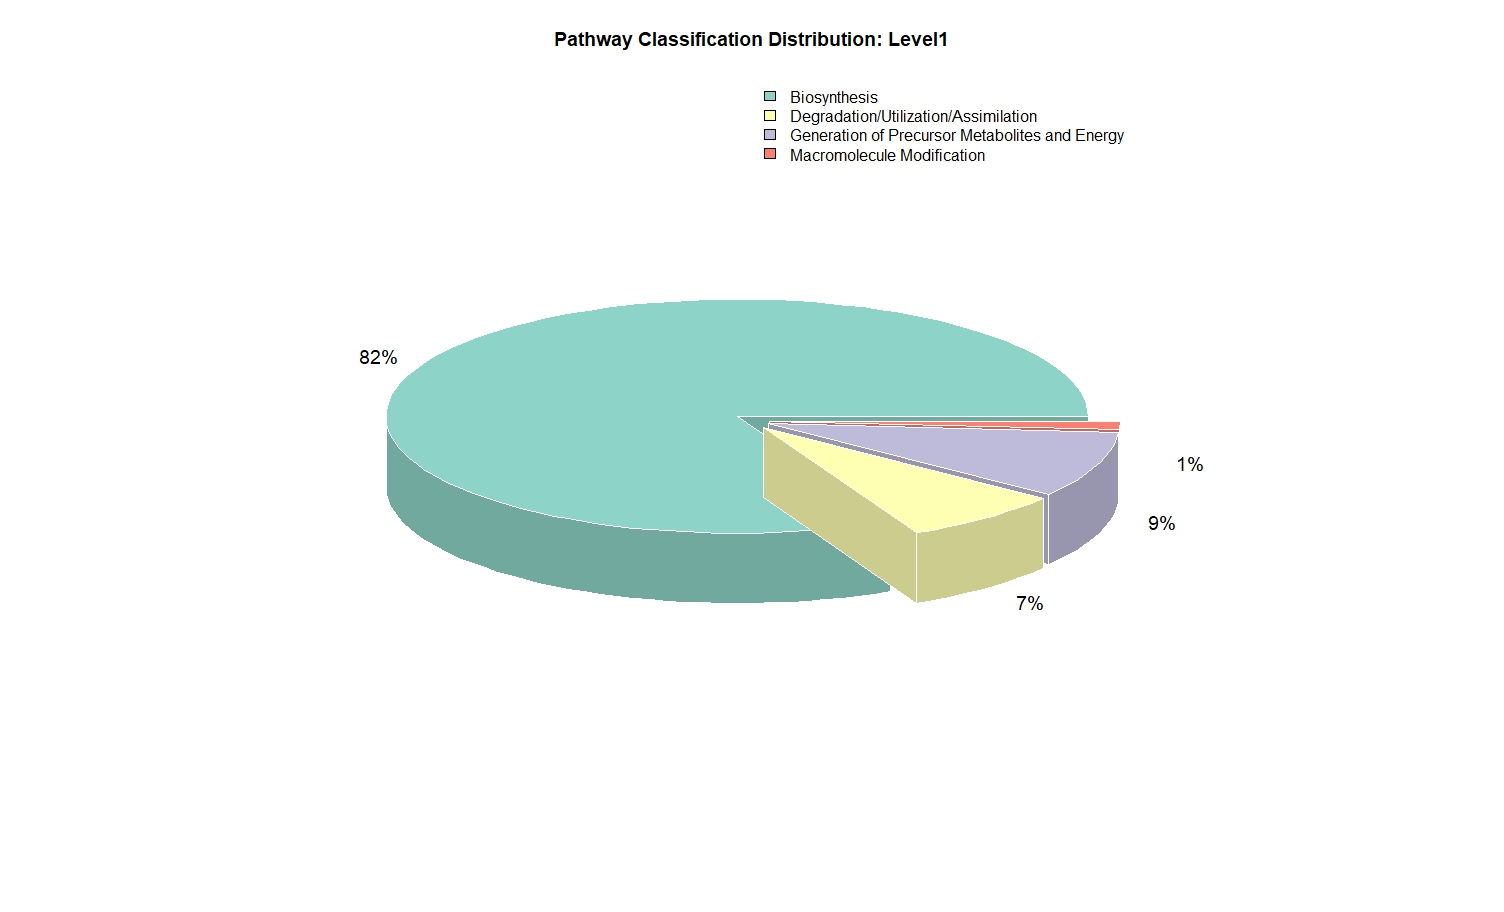 Pathway Classification Distribution: Level1
Biosynthesis
Degradation/Utilization/Assimilation
Generation of Precursor Metabolites and Energy
Macromolecule Modification
82%
1%
9%
7%